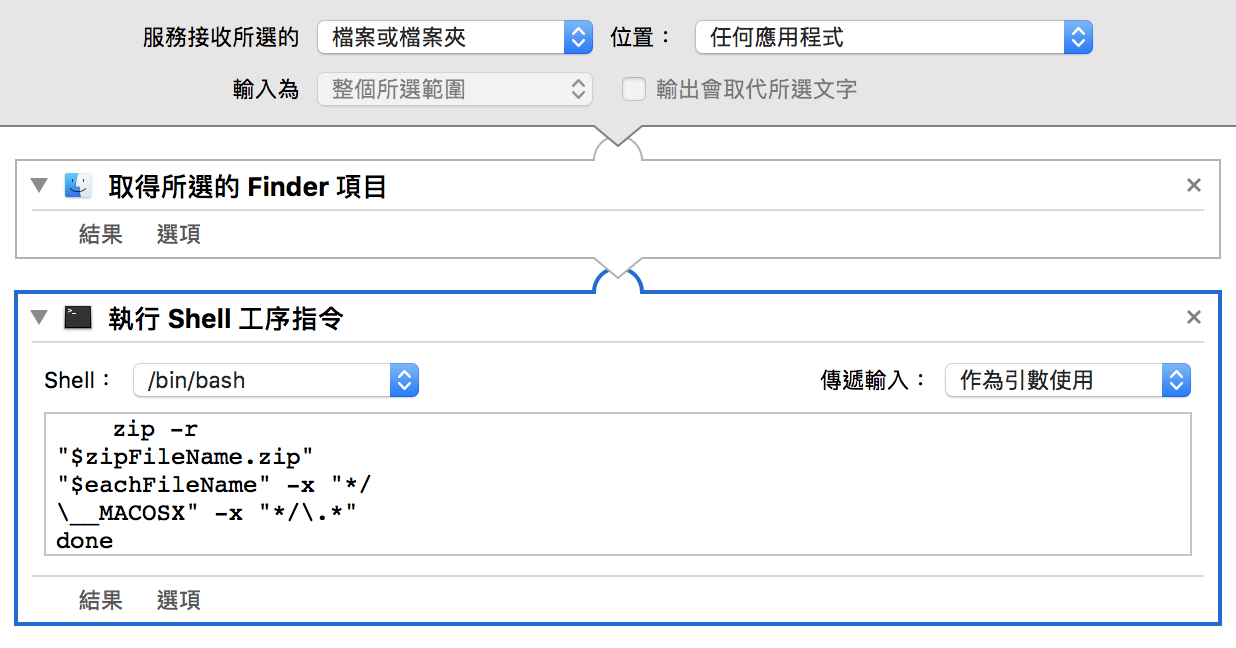 服務接收所選的 檔案或檔案夾 位置： 任何應用程式
輸入為 整個所選範圍 輸出會取代所選文字
取得所選的 Finder 項目
結果 選項
執行 Shell 工序指令
Shell： /bin/bash 傳遞輸入： 作為引數使用
zip -r
"$zipFileName.zip"
"$eachFileName" -x "*/
\__MACOSX" -x "*/\.*"
done
結果 選項